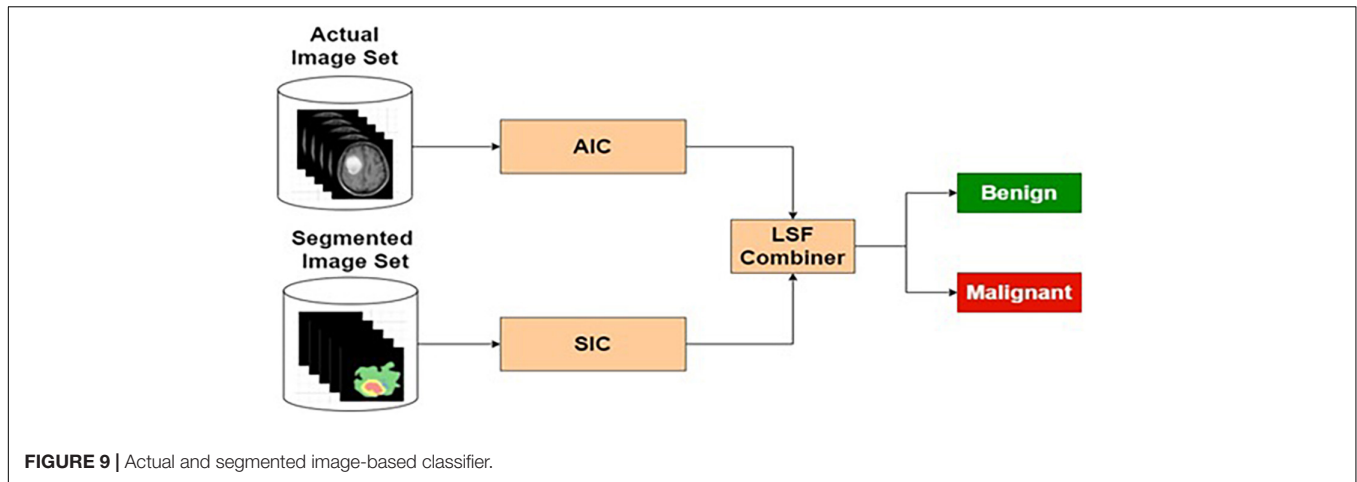 Actual
Image Set
AIC
Segmented
Image Set
SIC
LSF
Combiner
Benign
Malignant
FIGURE 9 | Actual and segmented image-based classifier.